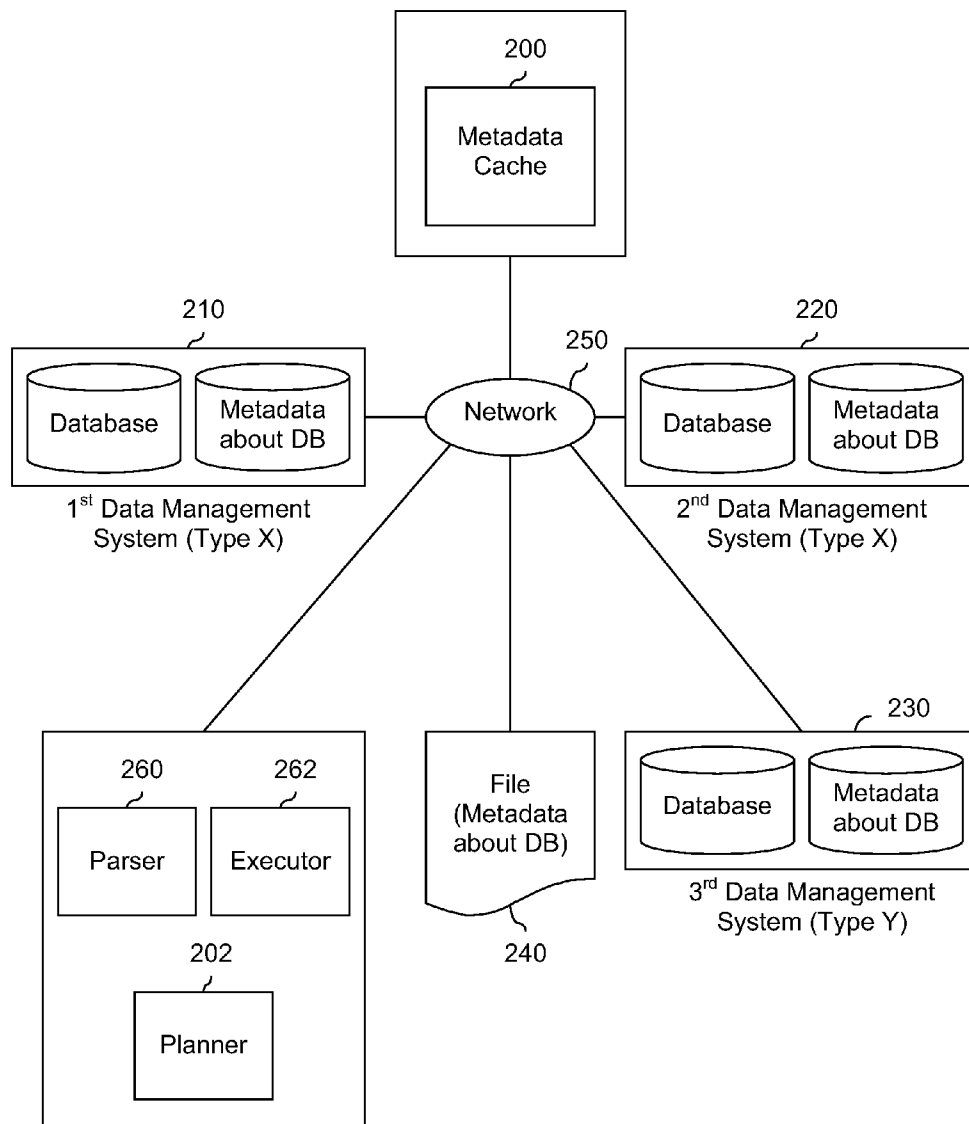 200
Metadata
Cache
210
220
250
Database
Metadata
about DB
Network
Database
Metadata
about DB
1st Data Management
System (Type X)
2nd Data Management
System (Type X)
260
262
Parser
Executor
202
Planner
File
(Metadata
about DB)
240
230
Database
Metadata
about DB
3rd Data Management
System (Type Y)